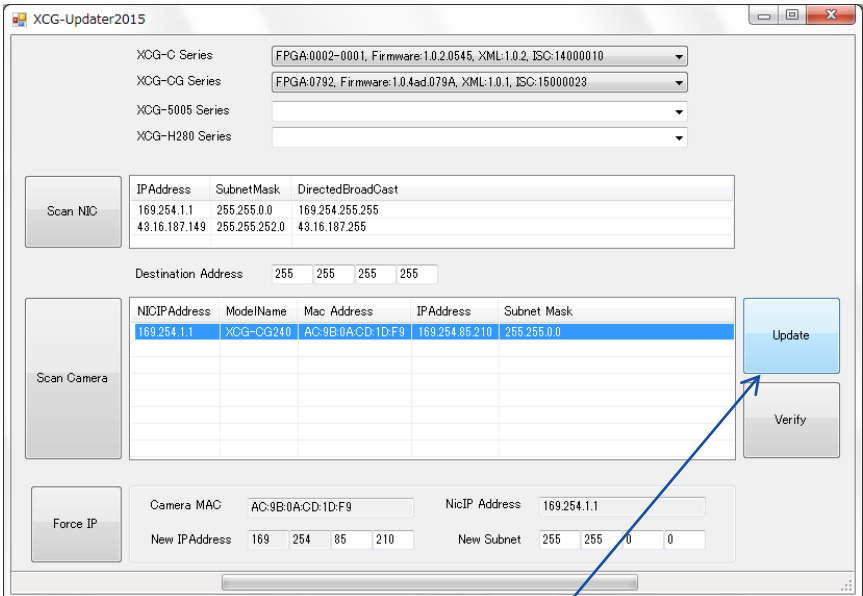 XCG-Updater2015
XCG-C Series FPGA:0002-0001, Firmware:1.0.2.0545, XML:1.0.2, ISC:14000010
XCG-CG Series FPGA:0792, Firmware:1.0.4ad.079A, XML:1.0.1, ISC:15000023
XCG-5005 Series
XCG-H280 Series
Scan NIC
IPAddress SubnetMask DirectedBroadCast
169.254.1.1 255.255.0.0 169.254.255.255
43.16.187.149 255.255.252.0 43.16.187.255
Destination Address 255 255 255 255
Scan Camera
NICIPAddress ModelName Mac Address IPAddress Subnet Mask
169.254.1.1 XCG-CG240 AC:9B:0A:CD:1D:F9 169.254.85.210 255.255.0.0
Update
Verify
Force IP
Camera MAC AC:9B:0A:CD:1D:F9 NicIP Address 169.254.1.1
New IPAddress 169 254 85 210 New Subnet 255 255 0 0